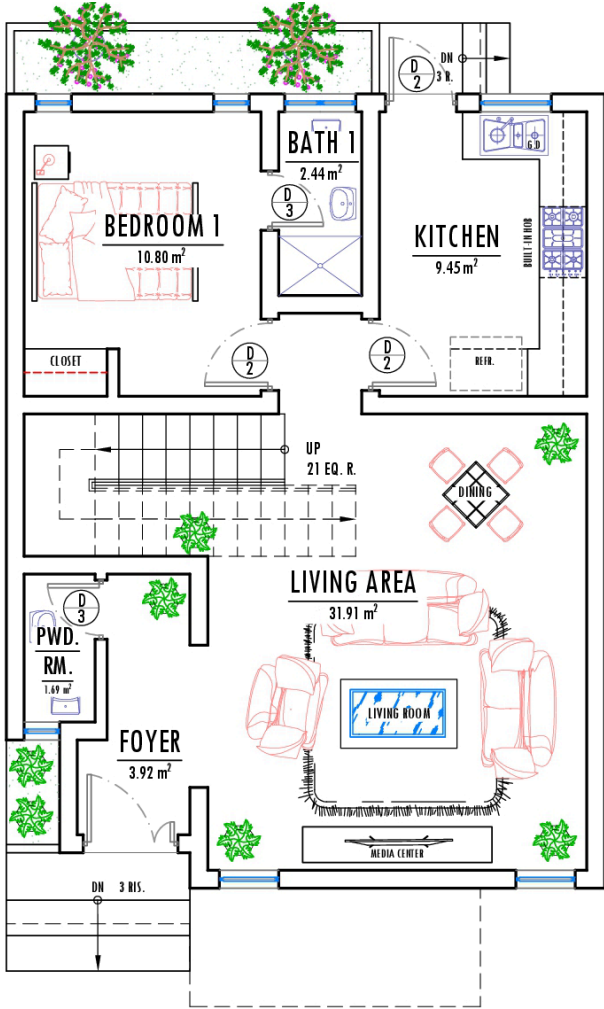 D
2
DN
3 R.
BATH 1
2.44 m²
G.D
D
3
BEDROOM 1
10.80 m²
KITCHEN
9.45 m²
BUILT-IN HOB
CLOSET
D
2
D
2
REFR.
UP
21 EQ. R.
DINING
LIVING AREA
31.91 m²
D
3
PWD.
RM.
1.69 m²
LIVING ROOM
FOYER
3.92 m²
MEDIA CENTER
DN 3 RIS.